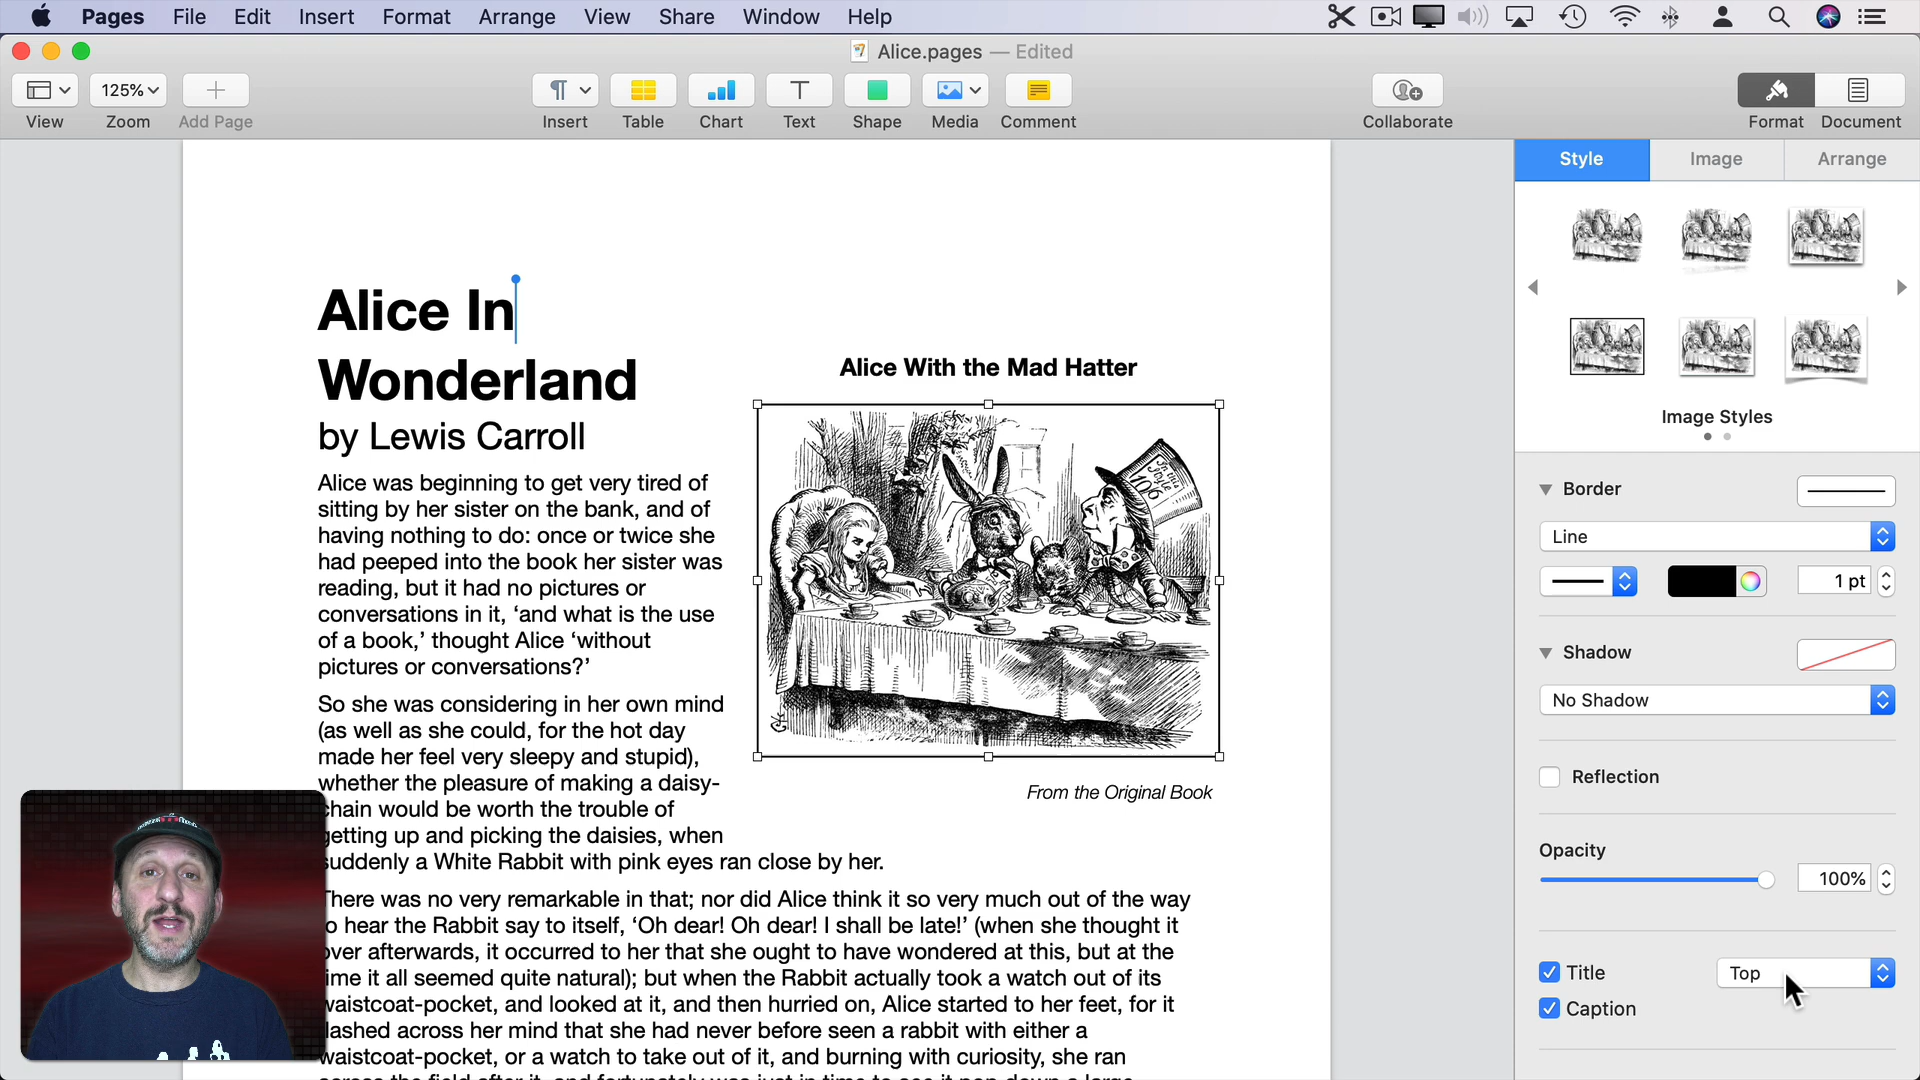 Pages File Edit Insert Format Arrange View Share Window Help
Alice.pages — Edited
125%
View Zoom Add Page Insert Table Chart Text Shape Media Comment Collaborate Format Document
Style Image Arrange
Alice In
Wonderland
by Lewis Carroll
Alice was beginning to get very tired of
sitting by her sister on the bank, and of
having nothing to do: once or twice she
had peeped into the book her sister was
reading, but it had no pictures or
conversations in it, ‘and what is the use
of a book,’ thought Alice ‘without
pictures or conversations?’
So she was considering in her own mind
(as well as she could, for the hot day
made her feel very sleepy and stupid),
whether the pleasure of making a daisy-
chain would be worth the trouble of
getting up and picking the daisies, when
suddenly a White Rabbit with pink eyes ran close by her.
There was no very remarkable in that; nor did Alice think it so very much out of the way
to hear the Rabbit say to itself, ‘Oh dear! Oh dear! I shall be late!’ (when she thought it
over afterwards, it occurred to her that she ought to have wondered at this, but at the
time it all seemed quite natural); but when the Rabbit actually took a watch out of its
waistcoat-pocket, and looked at it, and then hurried on, Alice started to her feet, for it
flashed across her mind that she had never before seen a rabbit with either a
waistcoat-pocket, or a watch to take out of it, and burning with curiosity, she ran
Alice With the Mad Hatter
In this
Style
10/6
From the Original Book
Image Styles
Border
Line
1 pt
Shadow
No Shadow
Reflection
Opacity
100%
Title Top
Caption